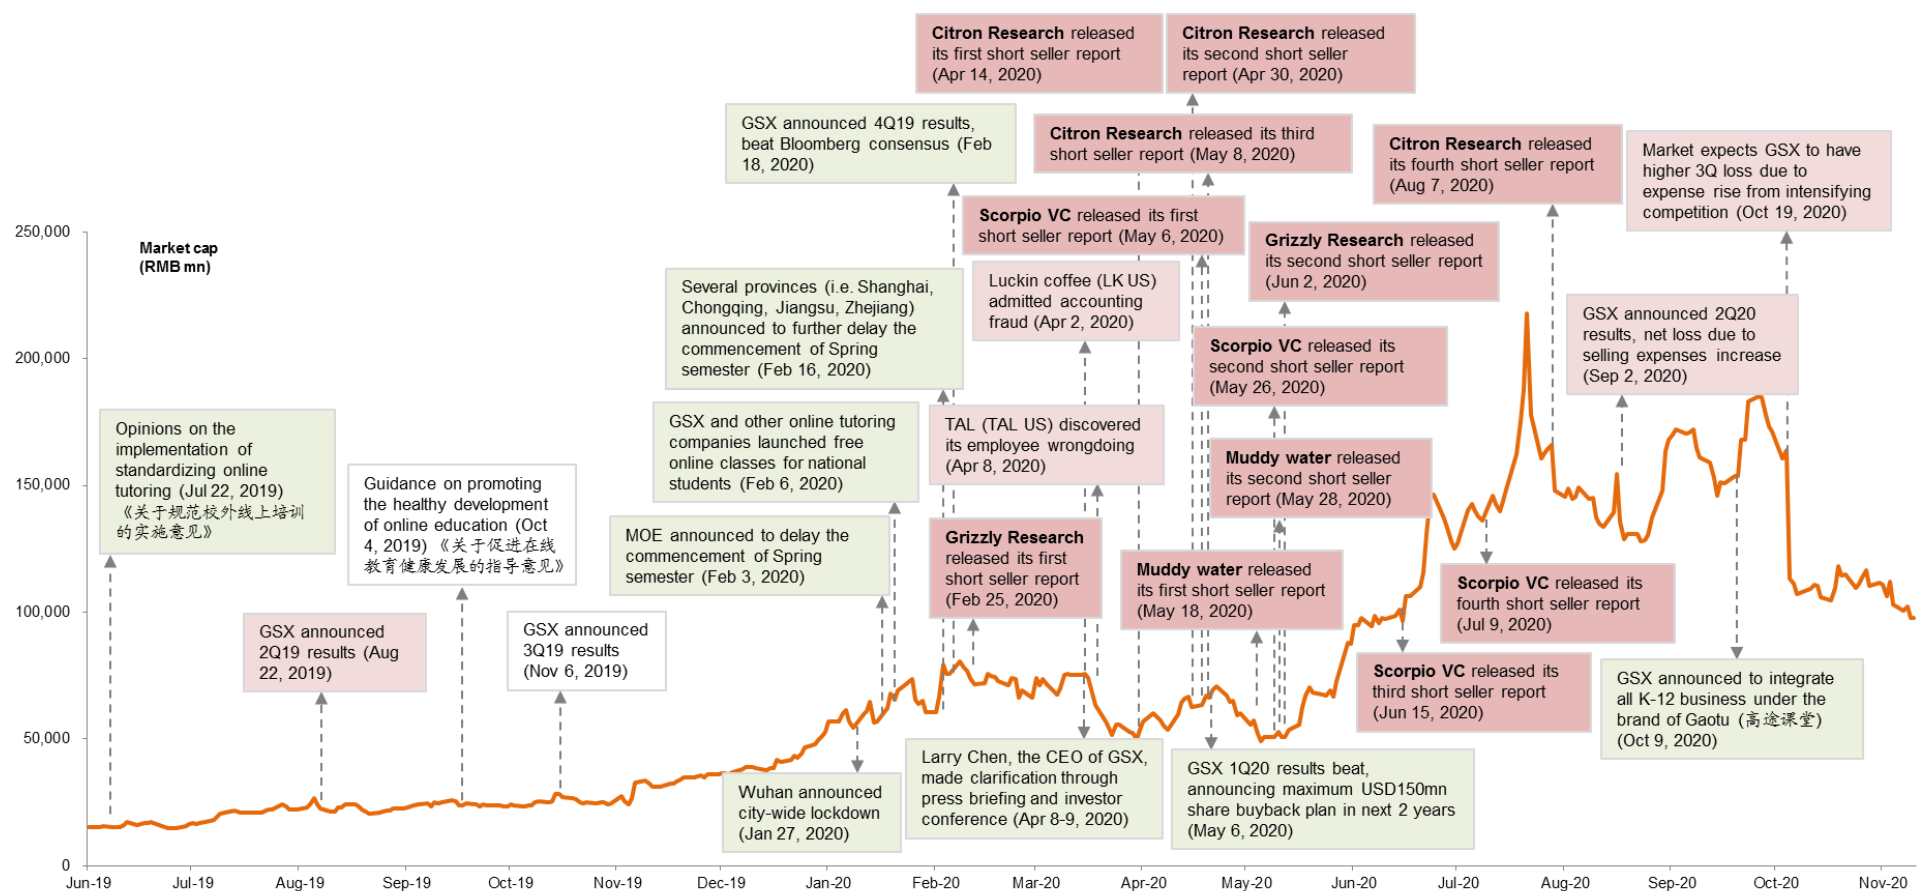 Citron Research released
its first short seller report
(Apr 14, 2020)
Citron Research released
its second short seller
report (Apr 30, 2020)
GSX announced 4Q19 results,
beat Bloomberg consensus (Feb
18, 2020)
Citron Research released its third
short seller report (May 8, 2020)
Citron Research released
its fourth short seller report
(Aug 7, 2020)
Market expects GSX to have
higher 3Q loss due to
expense rise from intensifying
competition (Oct 19, 2020)
Scorpio VC released its first
short seller report (May 6, 2020)
Grizzly Research released
its second short seller report
(Jun 2, 2020)
Market cap
(RMB mn)
Several provinces (i.e. Shanghai,
Chongqing, Jiangsu, Zhejiang)
announced to further delay the
commencement of Spring
semester (Feb 16, 2020)
Luckin coffee (LK US)
admitted accounting
fraud (Apr 2, 2020)
Scorpio VC released its
second short seller report
(May 26, 2020)
GSX announced 2Q20
results, net loss due to
selling expenses increase
(Sep 2, 2020)
Opinions on the
implementation of
standardizing online
tutoring (Jul 22, 2019)
《关于规范校外线上培训
的实施意见》
GSX and other online tutoring
companies launched free
online classes for national
students (Feb 6, 2020)
TAL (TAL US) discovered
its employee wrongdoing
(Apr 8, 2020)
Muddy water released
its second short seller
report (May 28, 2020)
Guidance on promoting
the healthy development
of online education (Oct
4, 2019) 《关于促进在线
教育健康发展的指导意见》
MOE announced to delay the
commencement of Spring
semester (Feb 3, 2020)
Grizzly Research
released its first
short seller report
(Feb 25, 2020)
Muddy water released
its first short seller report
(May 18, 2020)
Scorpio VC released its
fourth short seller report
(Jul 9, 2020)
GSX announced
2Q19 results (Aug
22, 2019)
GSX announced
3Q19 results
(Nov 6, 2019)
Scorpio VC released its
third short seller report
(Jun 15, 2020)
GSX announced to integrate
all K-12 business under the
brand of Gaotu (高途课堂)
(Oct 9, 2020)
Wuhan announced
city-wide lockdown
(Jan 27, 2020)
Larry Chen, the CEO of GSX,
made clarification through
press briefing and investor
conference (Apr 8-9, 2020)
GSX 1Q20 results beat,
announcing maximum USD150mn
share buyback plan in next 2 years
(May 6, 2020)
250,000
200,000
150,000
100,000
50,000
0
Jun-19
Jul-19
Aug-19
Sep-19
Oct-19
Nov-19
Dec-19
Jan-20
Feb-20
Mar-20
Apr-20
May-20
Jun-20
Jul-20
Aug-20
Sep-20
Oct-20
Nov-20